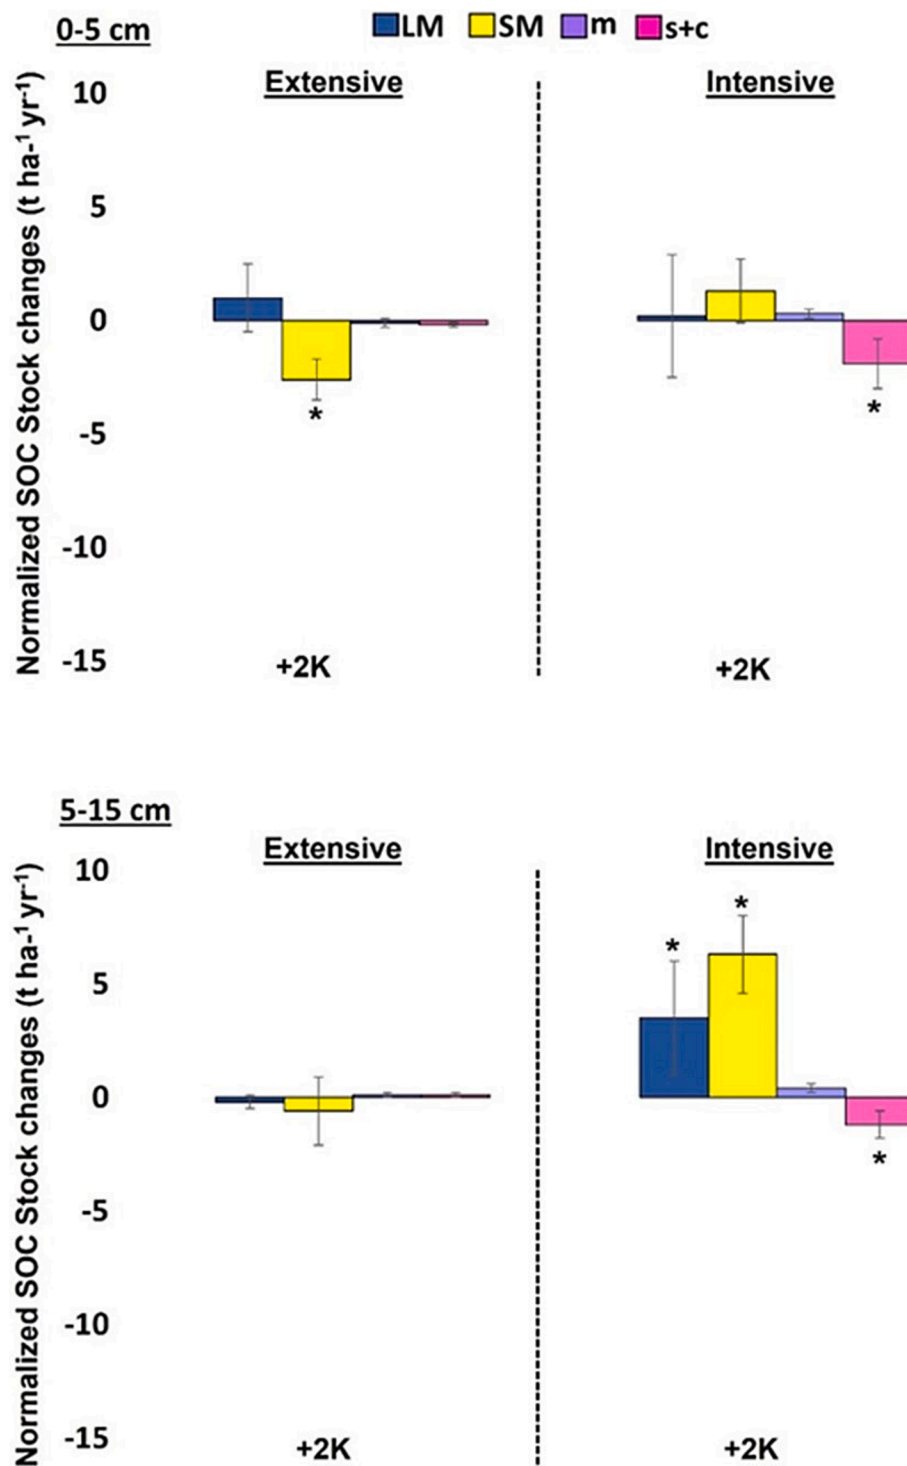 0-5 cm
LM SM m s+c
Normalized SOC Stock changes (t ha-¹ yr-¹)
Extensive
Intensive
10
5
0
-5
-10
-15
*
*
+2K
+2K
5-15 cm
Normalized SOC Stock changes (t ha-¹ yr-¹)
Extensive
Intensive
10
5
0
-5
-10
-15
*
*
*
+2K
+2K